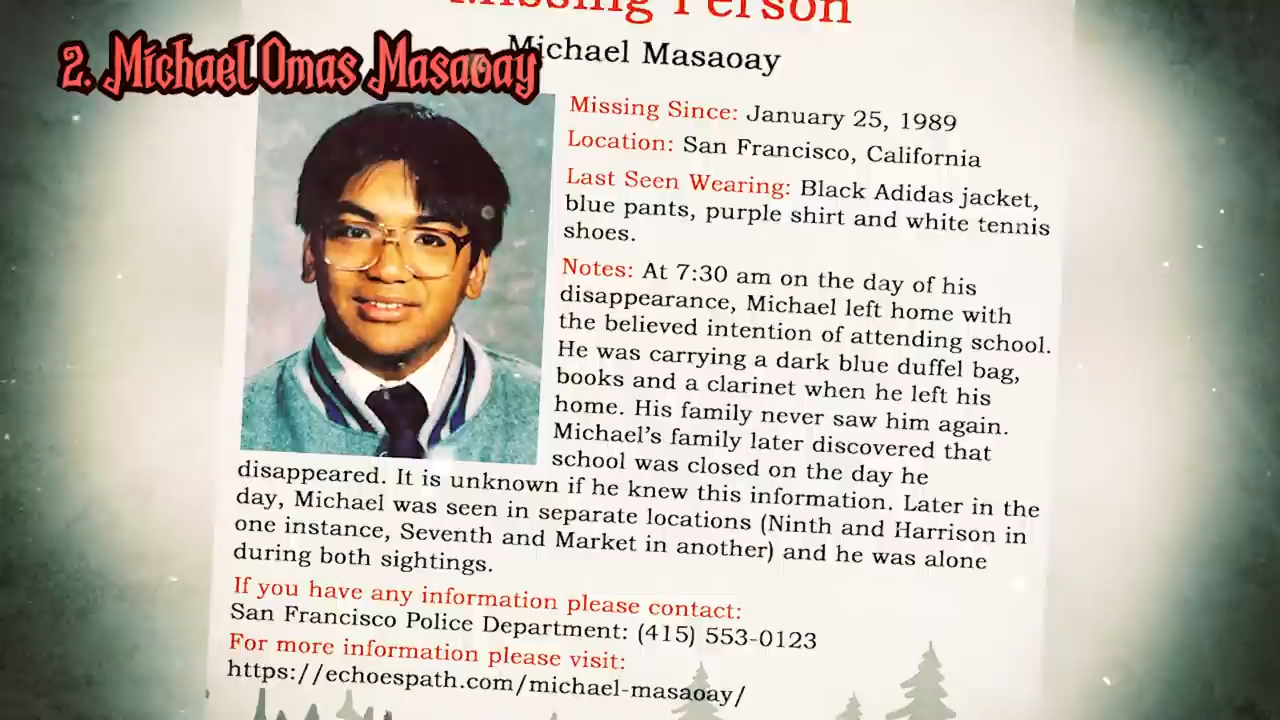 Missing Person
2. Michael Omas Masaoay
Michael Masaoay
Missing Since: January 25, 1989
Location: San Francisco, California
Last Seen Wearing: Black Adidas jacket,
blue pants, purple shirt and white tennis
shoes.
Notes: At 7:30 am on the day of his
disappearance, Michael left home with
the believed intention of attending school.
He was carrying a dark blue duffel bag,
books and a clarinet when he left his
home. His family never saw him again.
Michael's family later discovered that
school was closed on the day he
disappeared. It is unknown if he knew this information. Later in the
day, Michael was seen in separate locations (Ninth and Harrison in
one instance, Seventh and Market in another) and he was alone
during both sightings.
If you have any information please contact:
San Francisco Police Department: (415) 553-0123
For more information please visit:
https://echoespath.com/michael-masaoay/